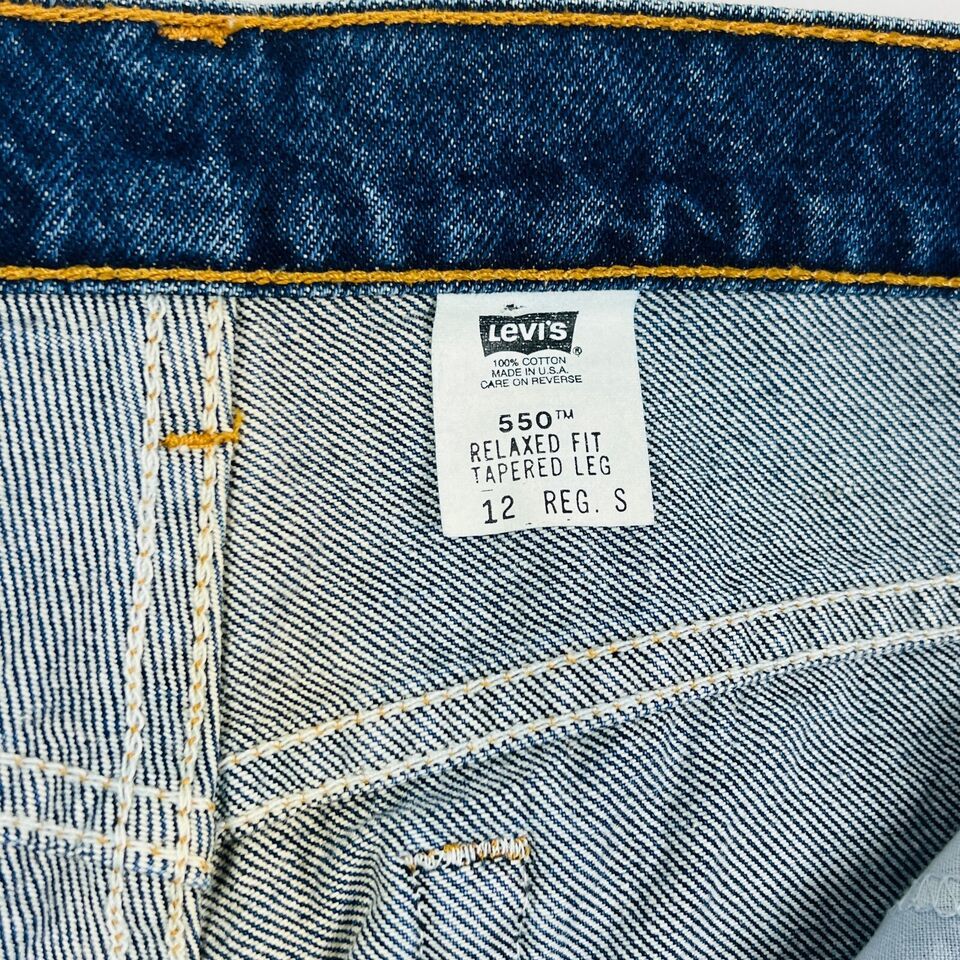 LEVI'S ®
100% COTTON
MADE IN U.S.A.
CARE ON REVERSE
550™
RELAXED FIT
TAPERED LEG
12 REG. S